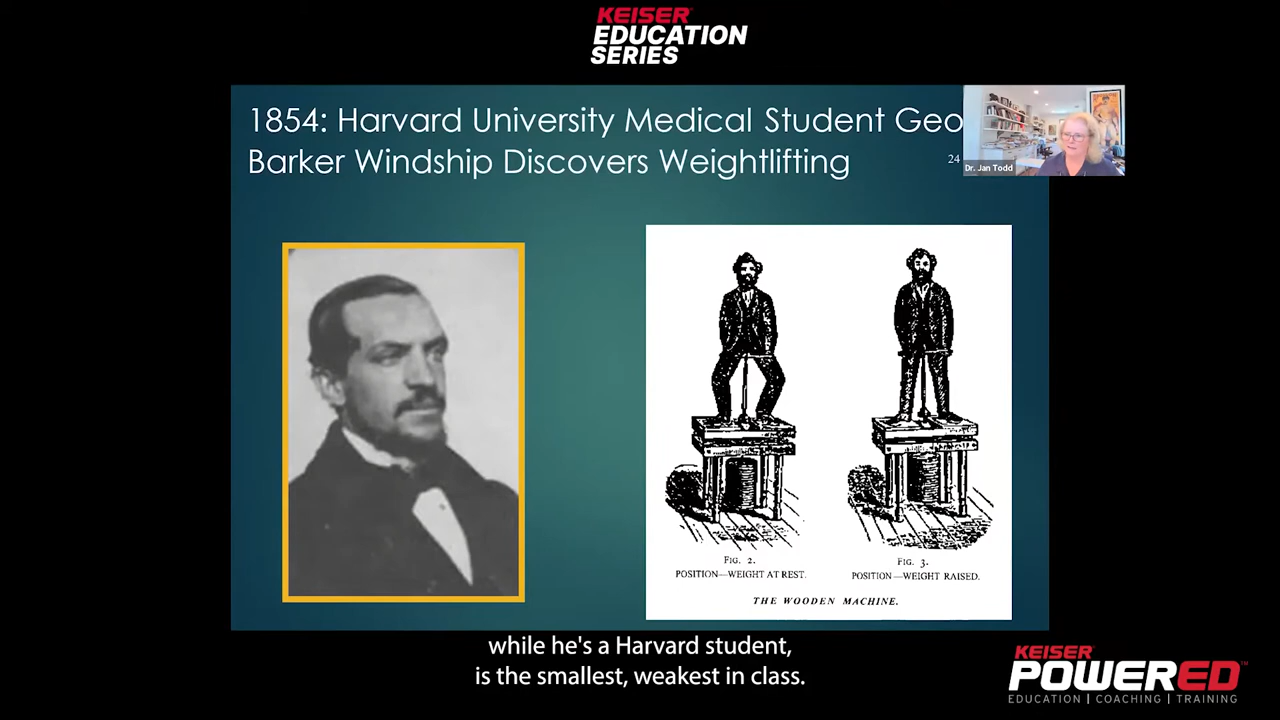 KEISER
EDUCATION
SERIES
1854: Harvard University Medical Student Geo
Barker Windship Discovers Weightlifting
24
Dr. Jan Todd
FIG. 2.
POSITION—WEIGHT AT REST.
FIG. 3.
POSITION—WEIGHT RAISED.
THE WOODEN MACHINE.
while he's a Harvard student,
is the smallest, weakest in class.
KEISER
POWERED™
EDUCATION | COACHING | TRAINING